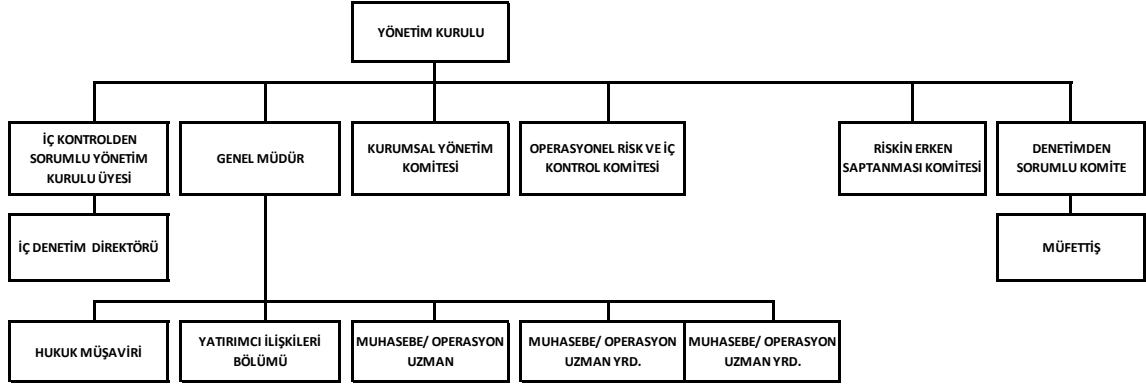 YÖNETİM KURULU
İÇ KONTROLDEN
SORUMLU YÖNETİM
KURULU ÜYESİ
GENEL MÜDÜR
KURUMSAL YÖNETİM
KOMİTESİ
OPERASYONEL RİSK VE İÇ
KONTROL KOMİTESİ
RİSKİN ERKEN
SAPTANMASI KOMİTESİ
DENETİMDEN
SORUMLU KOMİTE
İÇ DENETİM DİREKTÖRÜ
MÜFETTİŞ
HUKUK MÜŞAVİRİ
YATIRIMCI İLİŞKİLERİ
BÖLÜMÜ
MUHASEBE/ OPERASYON
UZMAN
MUHASEBE/ OPERASYON
UZMAN YRD.
MUHASEBE/ OPERASYON
UZMAN YRD.